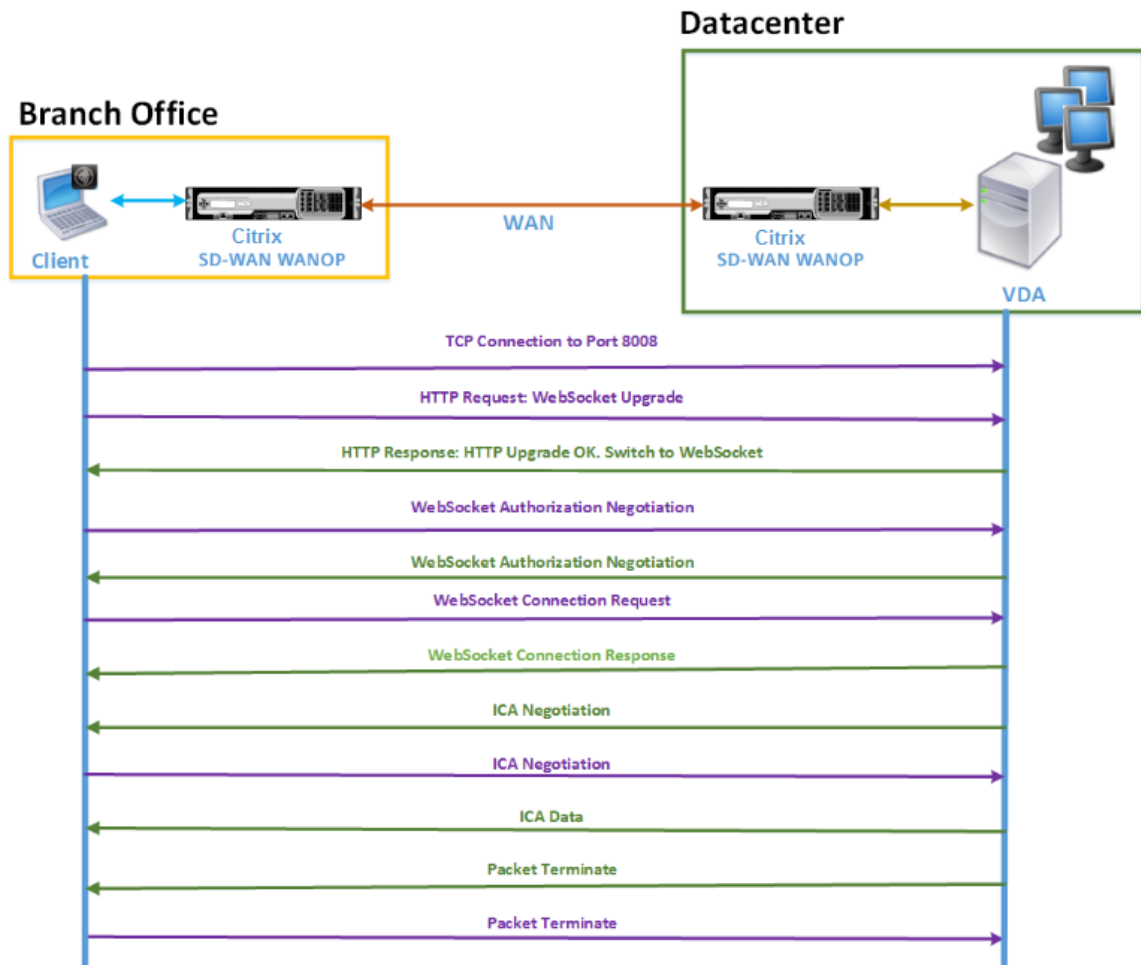 Datacenter
Branch Office
WAN
Citrix
SD-WAN WANOP
Citrix
SD-WAN WANOP
Client
VDA
TCP Connection to Port 8008
HTTP Request: WebSocket Upgrade
HTTP Response: HTTP Upgrade OK. Switch to WebSocket
WebSocket Authorization Negotiation
WebSocket Authorization Negotiation
WebSocket Connection Request
WebSocket Connection Response
ICA Negotiation
ICA Negotiation
ICA Data
Packet Terminate
Packet Terminate